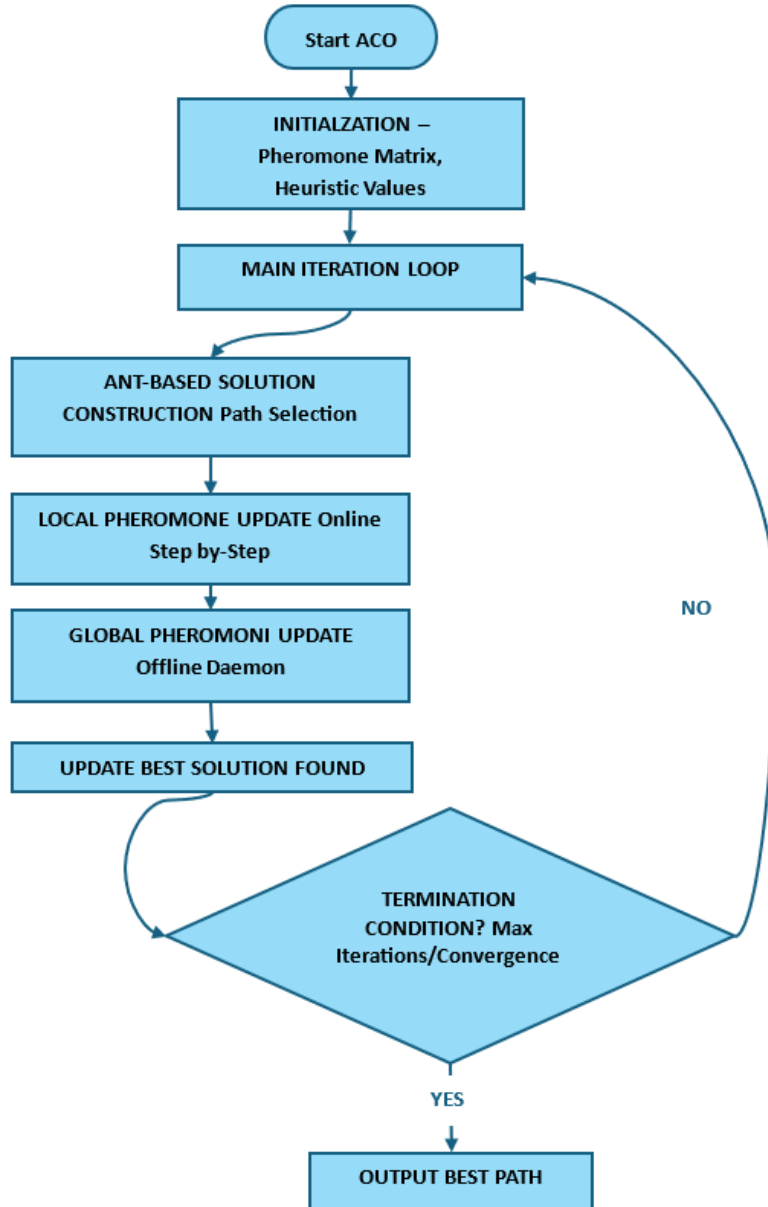 Start ACO
INITIALZATION –
Pheromone Matrix,
Heuristic Values
MAIN ITERATION LOOP
ANT-BASED SOLUTION
CONSTRUCTION Path Selection
LOCAL PHEROMONE UPDATE Online
Step by-Step
GLOBAL PHEROMONI UPDATE
Offline Daemon
UPDATE BEST SOLUTION FOUND
NO
TERMINATION
CONDITION? Max
Iterations/Convergence
YES
OUTPUT BEST PATH